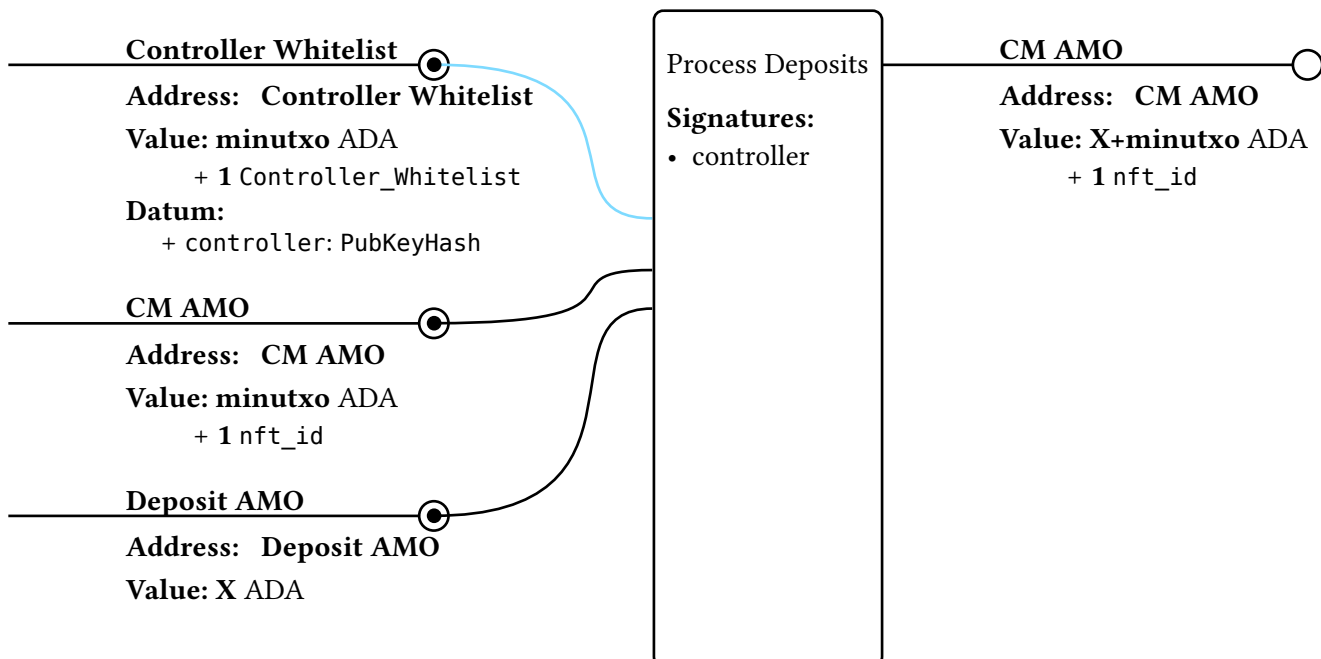 Controller Whitelist
Address: Controller Whitelist
Value: minutxo ADA
+ 1 Controller_Whitelist
Datum:
+ controller: PubKeyHash
CM AMO
Address: CM AMO
Value: minutxo ADA
+ 1 nft_id
Deposit AMO
Address: Deposit AMO
Value: X ADA
Process Deposits
Signatures:
• controller
CM AMO
Address: CM AMO
Value: X+minutxo ADA
+ 1 nft_id